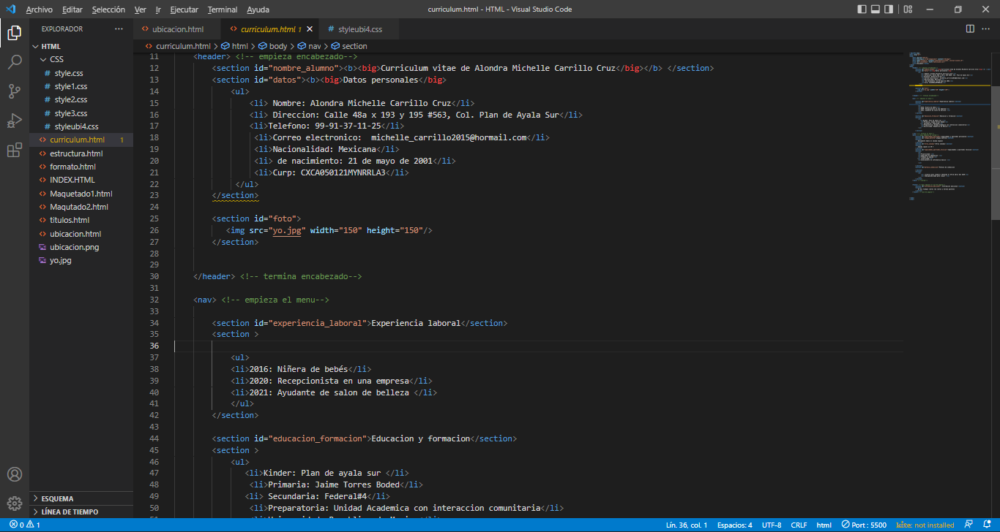 Archivo Editar Selección Ver Ir Ejecutar Terminal Ayuda
curriculum.html - HTML - Visual Studio Code
EXPLORADOR
HTML
CSS
# style.css
# style1.css
# style2.css
# style3.css
# styleubi4.css
<> curriculum.html 1
<> estructura.html
<> formato.html
<> INDEX.HTML
<> Maquetado1.html
<> Maqutado2.html
<> titulos.html
<> ubicacion.html
ubicacion.png
yo.jpg
ESQUEMA
LÍNEA DE TIEMPO
<> ubicacion.html
<> curriculum.html 1
# styleubi4.css
<> curriculum.html > html > body > nav > section
11 <header> <!-- empieza encabezado-->
12 <section id="nombre_alumno"><b><big>Curriculum vitae de Alondra Michelle Carrillo Cruz</big></b> </section>
13 <section id="datos"><b><big>Datos personales</big>
14 <ul>
15 <li> Nombre: Alondra Michelle Carrillo Cruz</li>
16 <li> Direccion: Calle 48a x 193 y 195 #563, Col. Plan de Ayala Sur</li>
17 <li>Telefono: 99-91-37-11-25</li>
18 <li>Correo electronico:  michelle_carrillo2015@hormail.com</li>
19 <li>Nacionalidad: Mexicana</li>
20 <li> de nacimiento: 21 de mayo de 2001</li>
21 <li>Curp: CXCA050121MYNRRLA3</li>
22 </ul>
23 </section>
24
25 <section id="foto">
26 <img src="yo.jpg" width="150" height="150"/>
27 </section>
28
29
30 </header> <!-- termina encabezado-->
31
32 <nav> <!-- empieza el menu-->
33
34 <section id="experiencia_laboral">Experiencia laboral</section>
35 <section >
36
37 <ul>
38 <li>2016: Niñera de bebés</li>
39 <li>2020: Recepcionista en una empresa</li>
40 <li>2021: Ayudante de salon de belleza </li>
41 </ul>
42 </section>
43
44 <section id="educacion_formacion">Educacion y formacion</section>
45 <section >
46 <ul>
47 <li>Kinder: Plan de ayala sur </li>
48 <li>Primaria: Jaime Torres Boded</li>
49 <li> Secundaria: Federal#4</li>
50 <li>Preparatoria: Unidad Academica con interaccion comunitaria</li>
0 1
Lín. 36, col. 1 Espacios: 4 UTF-8 CRLF html Port : 5500 kite: not installed